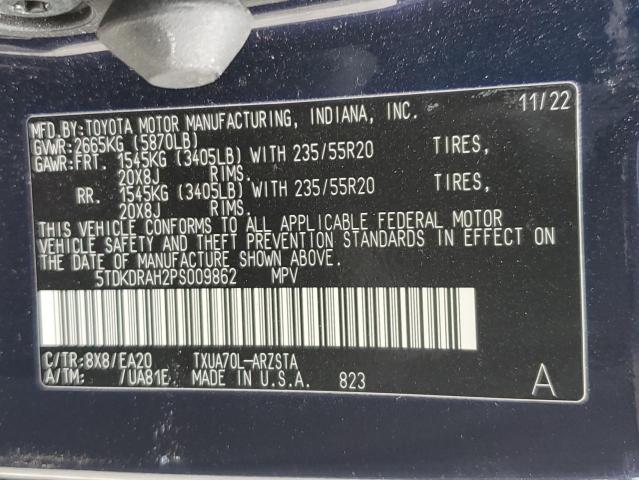 11/22
MFD.BY:TOYOTA MOTOR MANUFACTURING, INDIANA, INC.
GVWR:2665KG (5870LB)
GAWR:FRT. 1545KG (3405LB) WITH 235/55R20 TIRES,
20X8J RIMS.
RR. 1545KG (3405LB) WITH 235/55R20 TIRES,
20X8J RIMS.
THIS VEHICLE CONFORMS TO ALL APPLICABLE FEDERAL MOTOR
VEHICLE SAFETY AND THEFT PREVENTION STANDARDS IN EFFECT ON
THE DATE OF MANUFACTURE SHOWN ABOVE.
5TDKDRAH2PS009862 MPV
C/TR:8X8/EA20 TXUA70L-ARZSTA
A/TM: /UA81E MADE IN U.S.A. 823 A